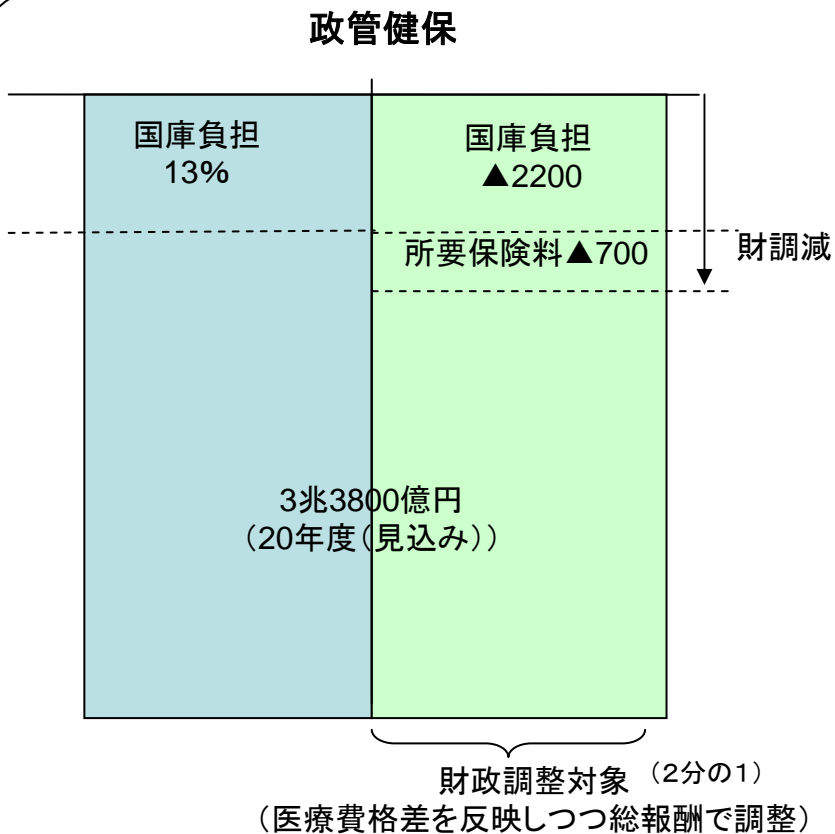 政管健保
国庫負担
13%
国庫負担
▲2200
所要保険料▲700
財調減
3兆3800億円
（20年度（見込み））
財政調整対象（2分の1）
（医療費格差を反映しつつ総報酬で調整）